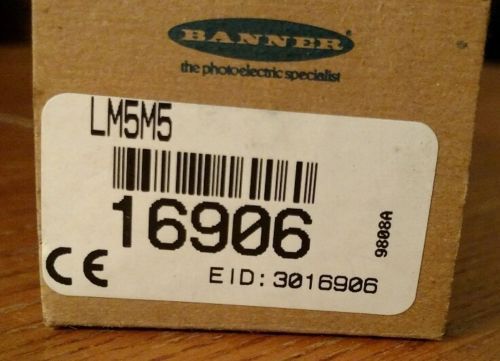 BANNER
the photoelectric specialist
LM5M5
16906
9808A
CE
EID: 3016906